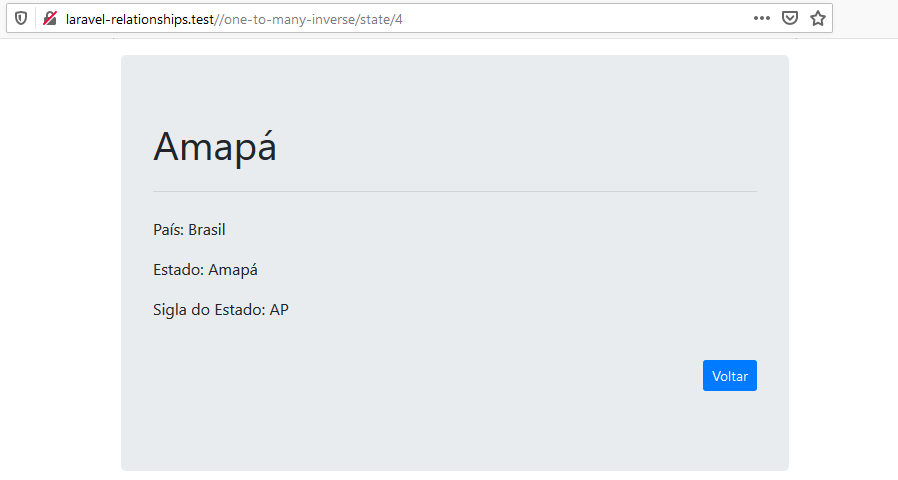 laravel-relationships.test//one-to-many-inverse/state/4
Amapá
País: Brasil
Estado: Amapá
Sigla do Estado: AP
Voltar